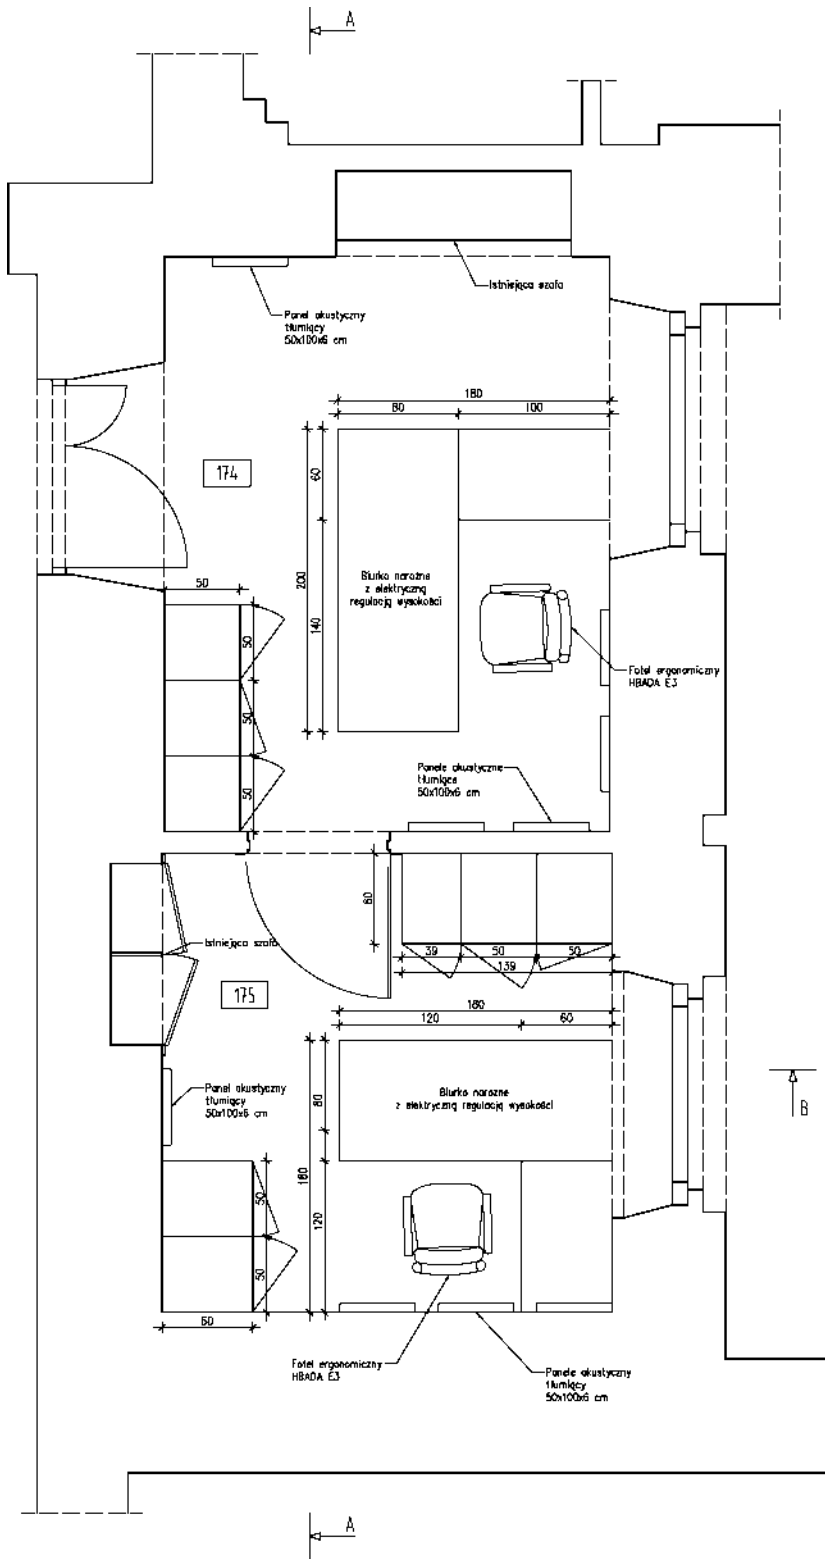 A
Istniejąca szafa
Panel akustyczny
tłumiący
50x100x6 cm
180
80
100
174
60
200
140
50
Biurko narożne
z elektryczną
regulacją wysokości
50
50
50
Fotel ergonomiczny
HBADA E3
Panele akustyczne
tłumiące
50x100x6 cm
60
Istniejąca szafa
39
50
50
139
175
180
120
60
Panel akustyczny
tłumiący
50x100x6 cm
80
Biurko narożne
z elektryczną regulacją wysokości
B
180
120
50
50
60
Fotel ergonomiczny
HBADA E3
Panele akustyczny
tłumiący
50x100x6 cm
A